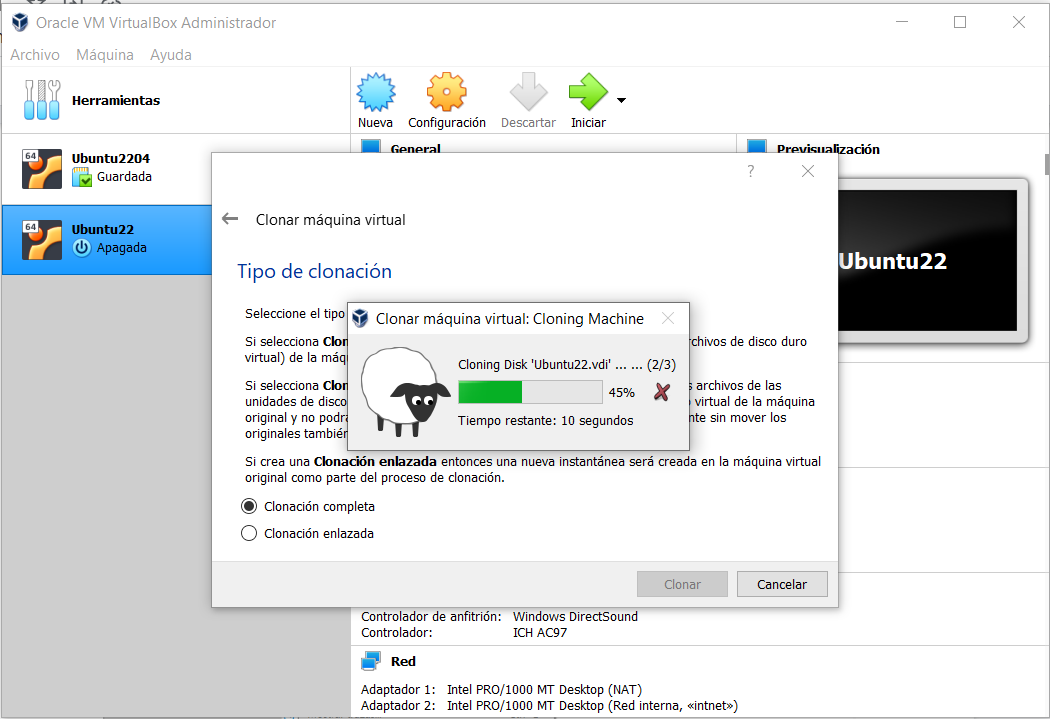 Oracle VM VirtualBox Administrador
Archivo Máquina Ayuda
Herramientas
Nueva Configuración Descartar Iniciar
64
Ubuntu2204
Guardada
64
Ubuntu22
Apagada
General
Previsualización
Ubuntu22
?
Clonar máquina virtual
Tipo de clonación
Seleccione el tipo
Si selecciona Clon rchivos de disco duro
virtual) de la máq
Si selecciona Clon s archivos de las
unidades de disco virtual de la máquina
original y no podrá nte sin mover los
originales también
Si crea una Clonación enlazada entonces una nueva instantánea será creada en la máquina virtual
original como parte del proceso de clonación.
Clonación completa
Clonación enlazada
Clonar Cancelar
Clonar máquina virtual: Cloning Machine
Cloning Disk 'Ubuntu22.vdi' ... ... (2/3)
45%
Tiempo restante: 10 segundos
Controlador de anfitrión: Windows DirectSound
Controlador: ICH AC97
Red
Adaptador 1: Intel PRO/1000 MT Desktop (NAT)
Adaptador 2: Intel PRO/1000 MT Desktop (Red interna, «intnet»)